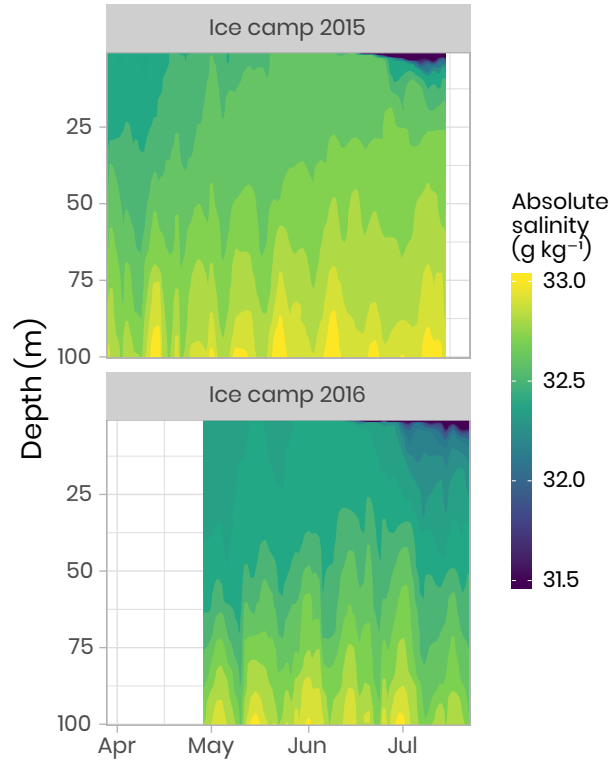 Ice camp 2015
25
50
75
100
Ice camp 2016
25
50
75
100
Apr
May
Jun
Jul
Depth (m)
Absolute
salinity
(g kg⁻¹)
33.0
32.5
32.0
31.5